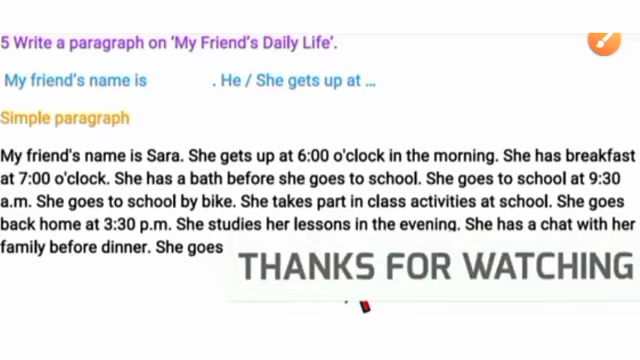 5 Write a paragraph on ‘My Friend’s Daily Life’.
My friend’s name is . He / She gets up at ...
Simple paragraph
My friend's name is Sara. She gets up at 6:00 o'clock in the morning. She has breakfast
at 7:00 o'clock. She has a bath before she goes to school. She goes to school at 9:30
a.m. She goes to school by bike. She takes part in class activities at school. She goes
back home at 3:30 p.m. She studies her lessons in the evening. She has a chat with her
family before dinner. She goes
THANKS FOR WATCHING